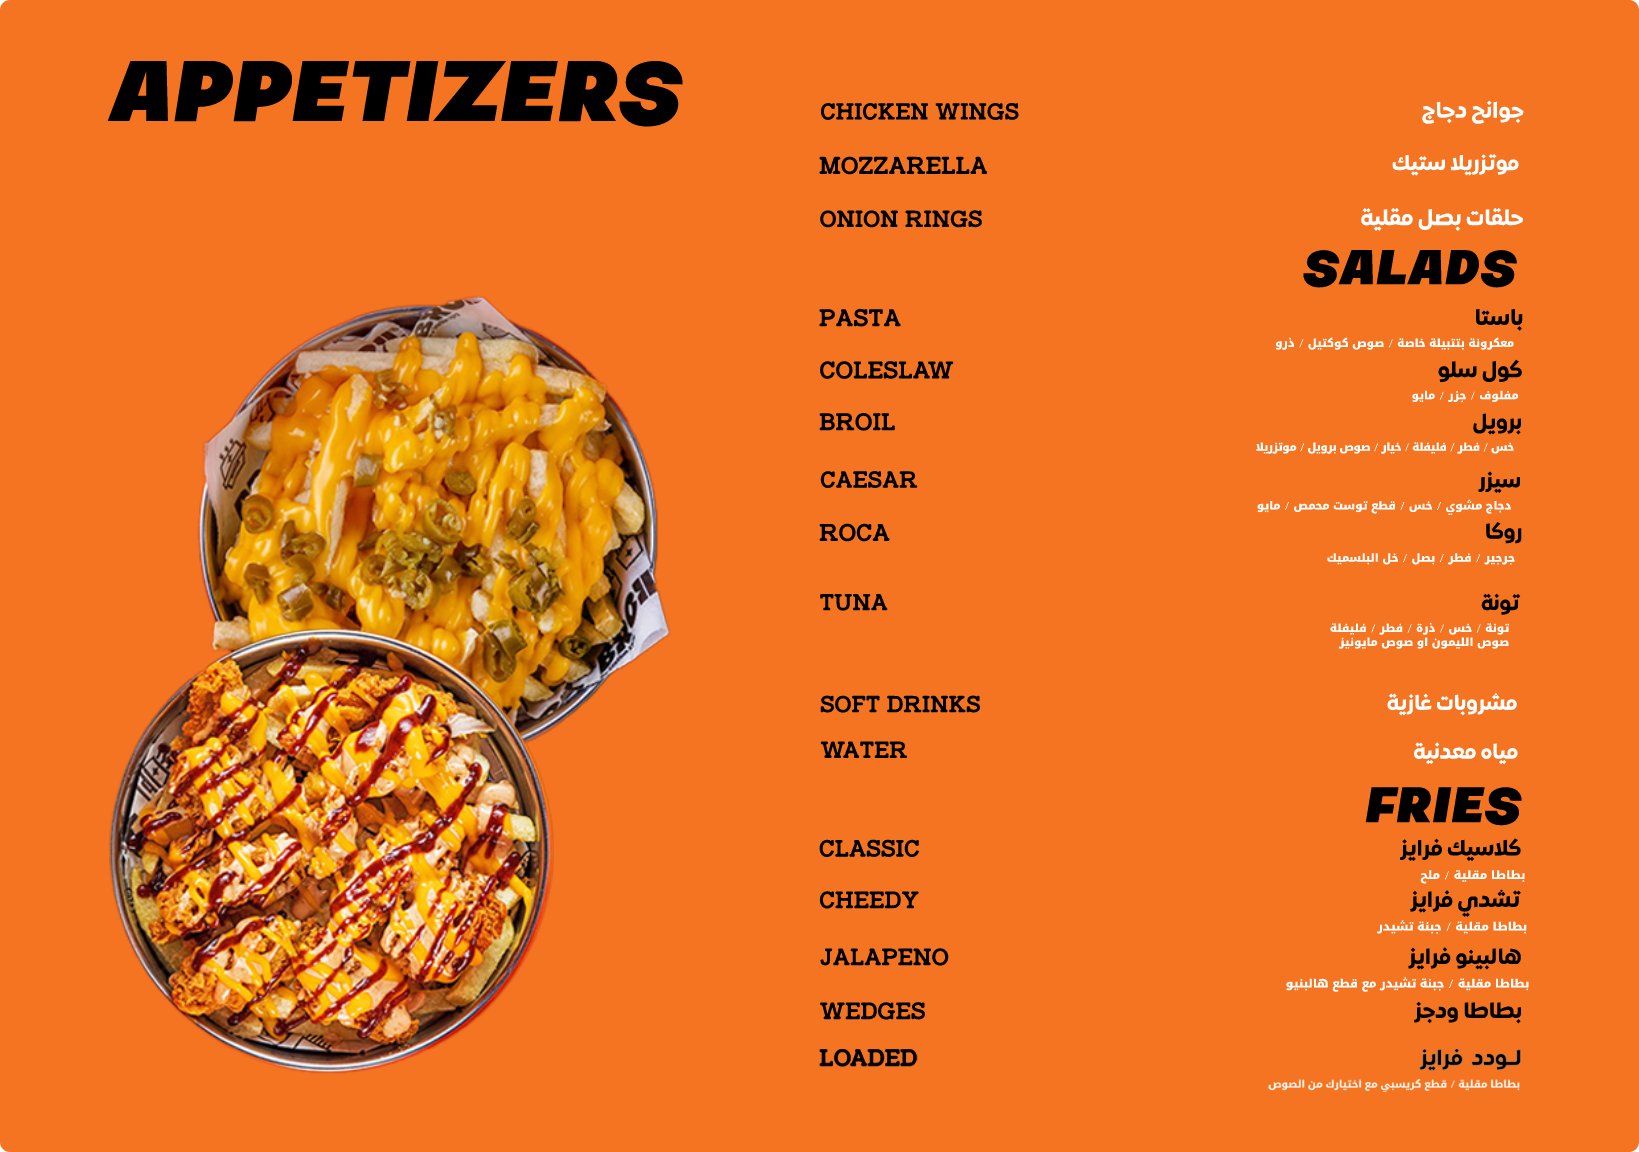 APPETIZERS
CHICKEN WINGS جوانح دجاج
MOZZARELLA موتزريلا ستيك
ONION RINGS حلقات بصل مقلية
SALADS
PASTA باستا
معكرونة بتتبيلة خاصة / صوص كوكتيل / ذرو
COLESLAW كول سلو
مفلوف / جزر / مايو
BROIL برويل
خس / فطر / فليفلة / خيار / صوص برويل / موتزريلا
CAESAR سيزر
دجاج مشوي / خس / قطع توست محمص / مايو
ROCA روكا
جرجير / فطر / بصل / خل البلسميك
TUNA تونة
تونة / خس / ذرة / فطر / فليفلة
صوص الليمون او صوص مايونيز
SOFT DRINKS مشروبات غازية
WATER مياه معدنية
FRIES
CLASSIC كلاسيك فرايز
بطاطا مقلية / ملح
CHEEDY تشدي فرايز
بطاطا مقلية / جبنة تشيدر
JALAPENO هالبينو فرايز
بطاطا مقلية / جبنة تشيدر مع قطع هالبنيو
WEDGES بطاطا ودجز
LOADED لـودد فرايز
بطاطا مقلية / قطع كريسبي مع اختيارك من الصوص